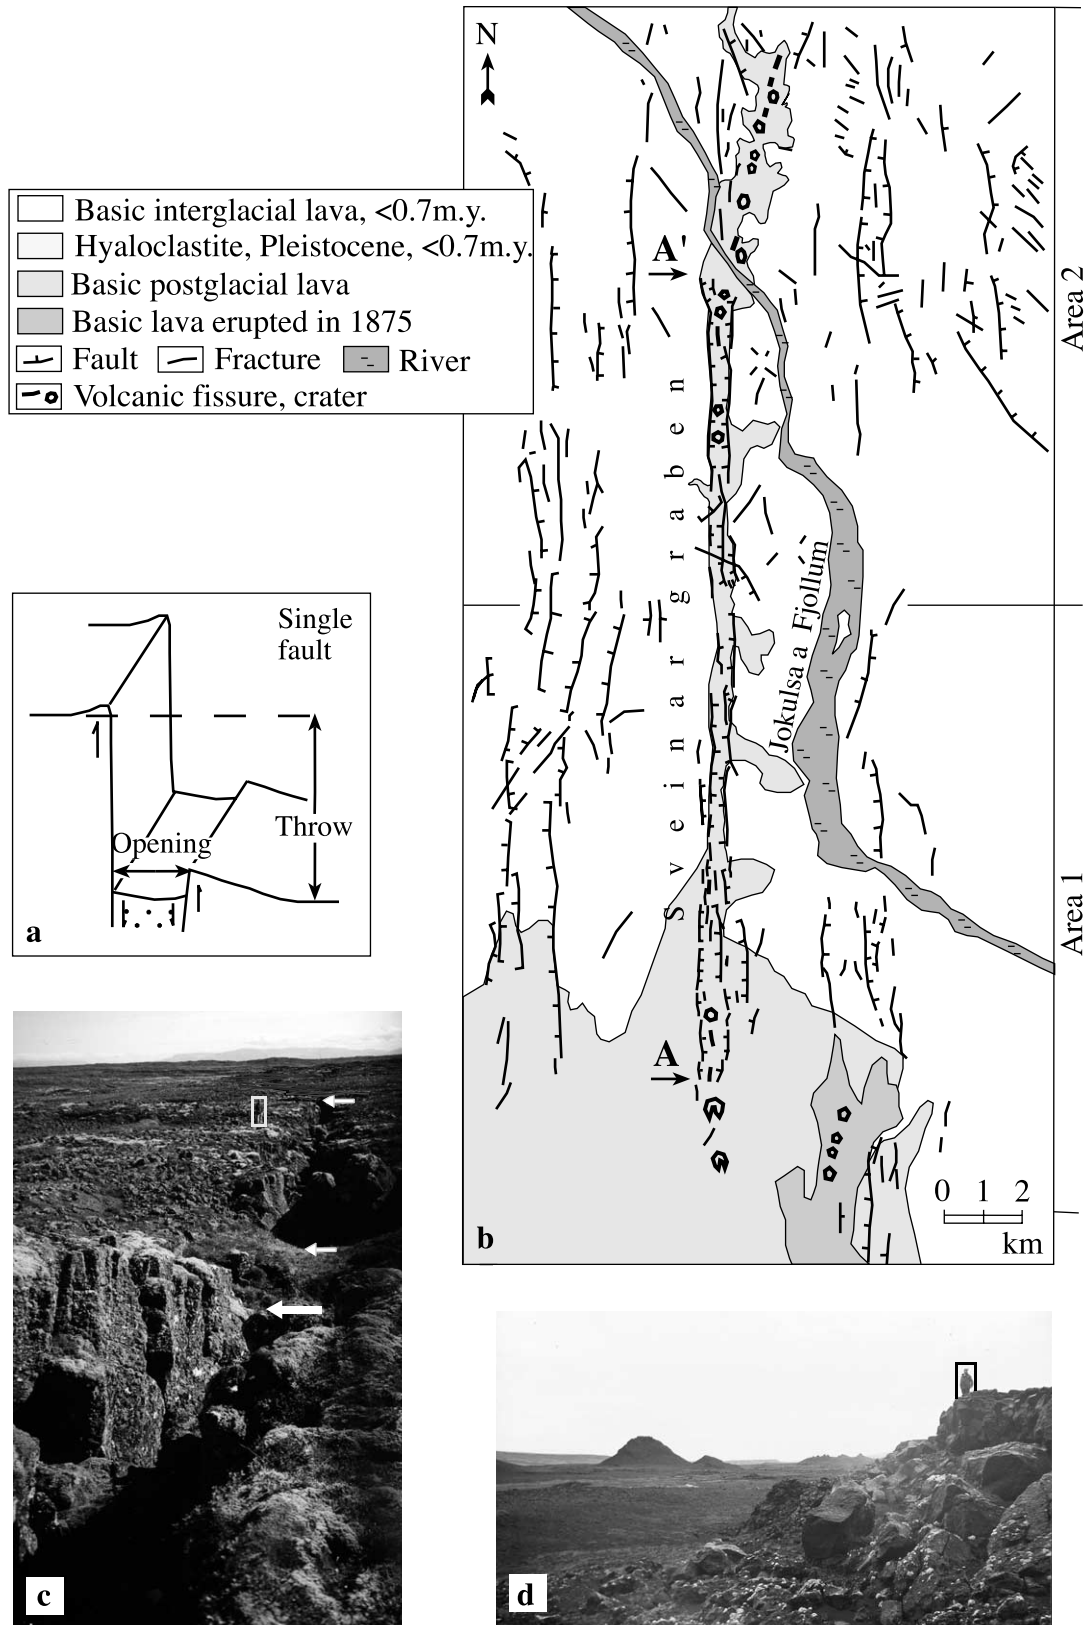 N
Basic interglacial lava, <0.7m.y.
Hyaloclastite, Pleistocene, <0.7m.y.
Basic postglacial lava
Basic lava erupted in 1875
Fault
Fracture
River
Volcanic fissure, crater
A'
Area 2
Sveinar graben
Jokulsa a Fjollum
Area 1
A
0 1 2
km
b
Single
fault
Throw
Opening
a
c
d